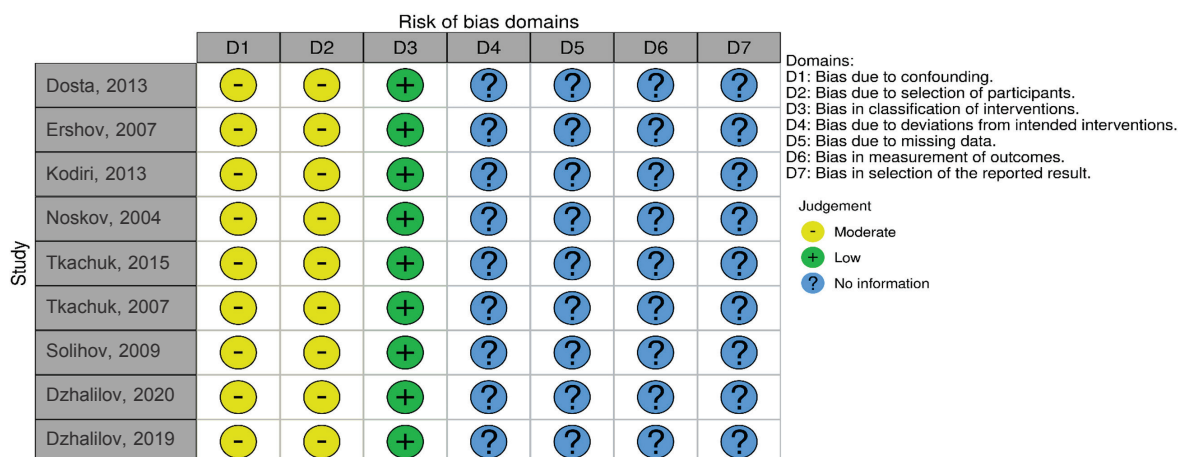 Risk of bias domains
D1 D2 D3 D4 D5 D6 D7
Dosta, 2013 - - + ? ? ? ?
Ershov, 2007 - - + ? ? ? ?
Kodiri, 2013 - - + ? ? ? ?
Noskov, 2004 - - + ? ? ? ?
Tkachuk, 2015 - - + ? ? ? ?
Tkachuk, 2007 - - + ? ? ? ?
Solihov, 2009 - - + ? ? ? ?
Dzhalilov, 2020 - - + ? ? ? ?
Dzhalilov, 2019 - - + ? ? ? ?
Study
Domains:
D1: Bias due to confounding.
D2: Bias due to selection of participants.
D3: Bias in classification of interventions.
D4: Bias due to deviations from intended interventions.
D5: Bias due to missing data.
D6: Bias in measurement of outcomes.
D7: Bias in selection of the reported result.
Judgement
- Moderate
+ Low
? No information